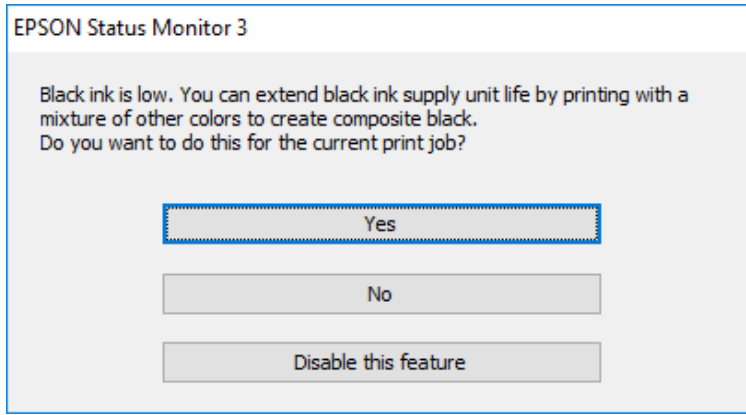 EPSON Status Monitor 3
Black ink is low. You can extend black ink supply unit life by printing with a
mixture of other colors to create composite black.
Do you want to do this for the current print job?
Yes
No
Disable this feature